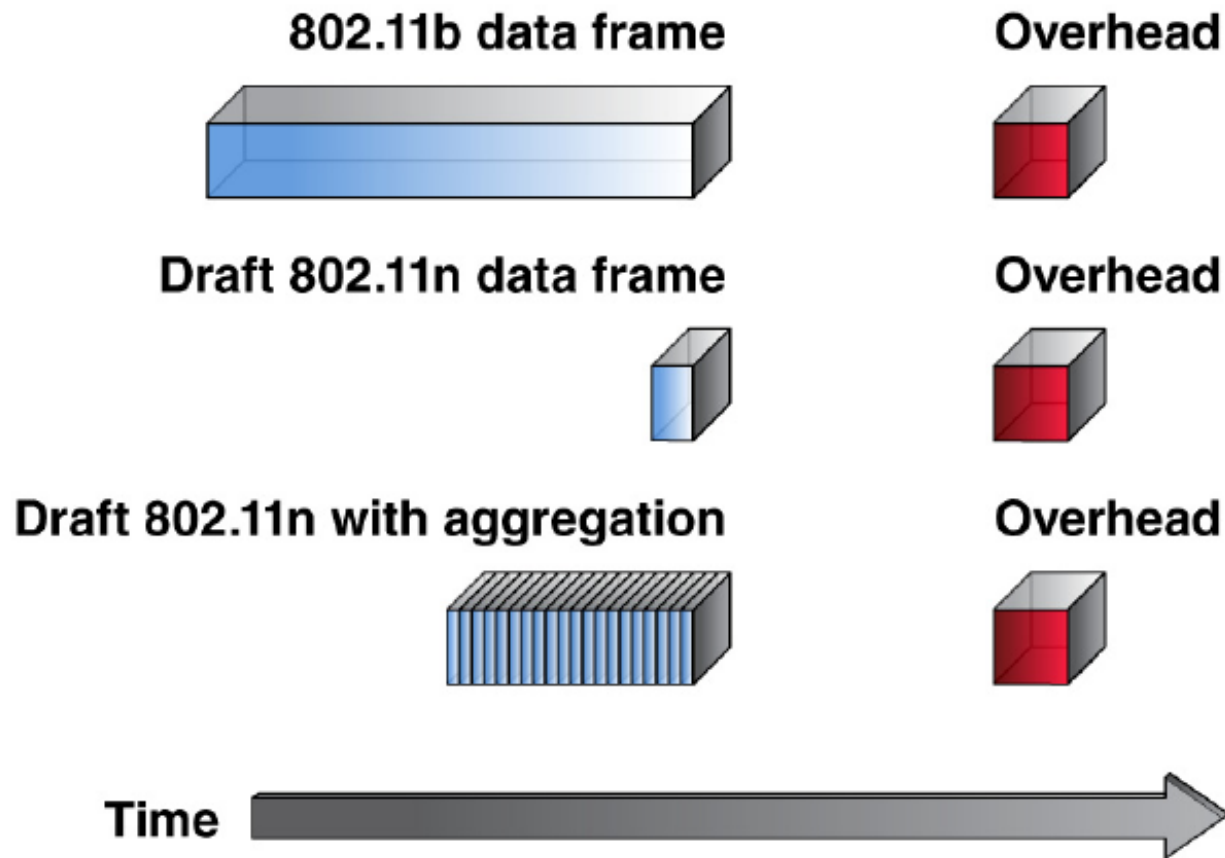 802.11b data frame Overhead
Draft 802.11n data frame Overhead
Draft 802.11n with aggregation Overhead
Time